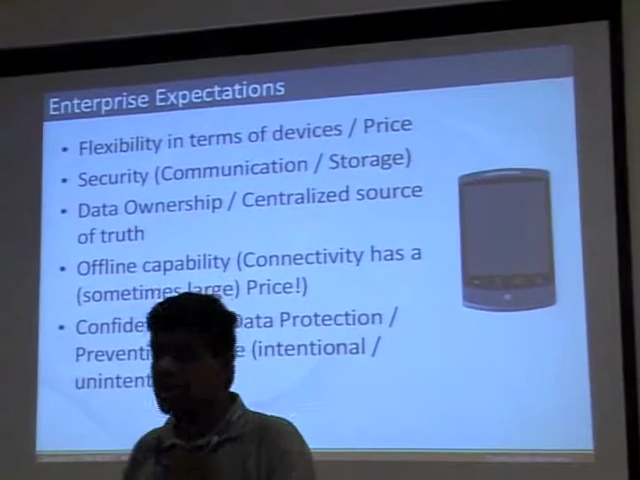 Enterprise Expectations
• Flexibility in terms of devices / Price
• Security (Communication / Storage)
• Data Ownership / Centralized source
of truth
• Offline capability (Connectivity has a
(sometimes large) Price!)
• Confide Data Protection /
Preventi e (intentional /
unintent